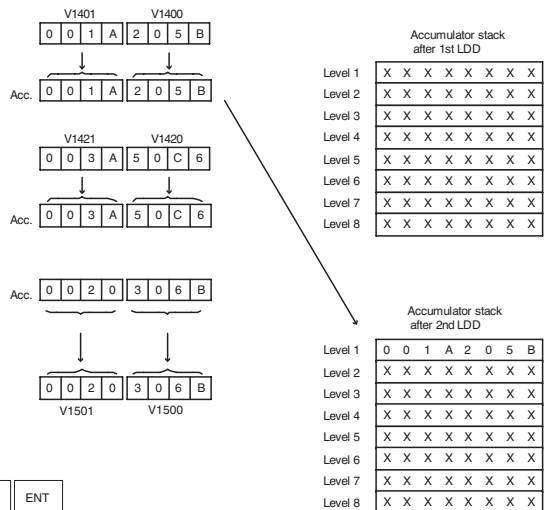 V1401 V1400
0 0 1 A 2 0 5 B
Acc. 0 0 1 A 2 0 5 B
V1421 V1420
0 0 3 A 5 0 C 6
Acc. 0 0 3 A 5 0 C 6
Acc. 0 0 2 0 3 0 6 B
0 0 2 0 3 0 6 B
V1501 V1500
ENT
Accumulator stack
after 1st LDD
Level 1 X X X X X X X X
Level 2 X X X X X X X X
Level 3 X X X X X X X X
Level 4 X X X X X X X X
Level 5 X X X X X X X X
Level 6 X X X X X X X X
Level 7 X X X X X X X X
Level 8 X X X X X X X X
Accumulator stack
after 2nd LDD
Level 1 0 0 1 A 2 0 5 B
Level 2 X X X X X X X X
Level 3 X X X X X X X X
Level 4 X X X X X X X X
Level 5 X X X X X X X X
Level 6 X X X X X X X X
Level 7 X X X X X X X X
Level 8 X X X X X X X X